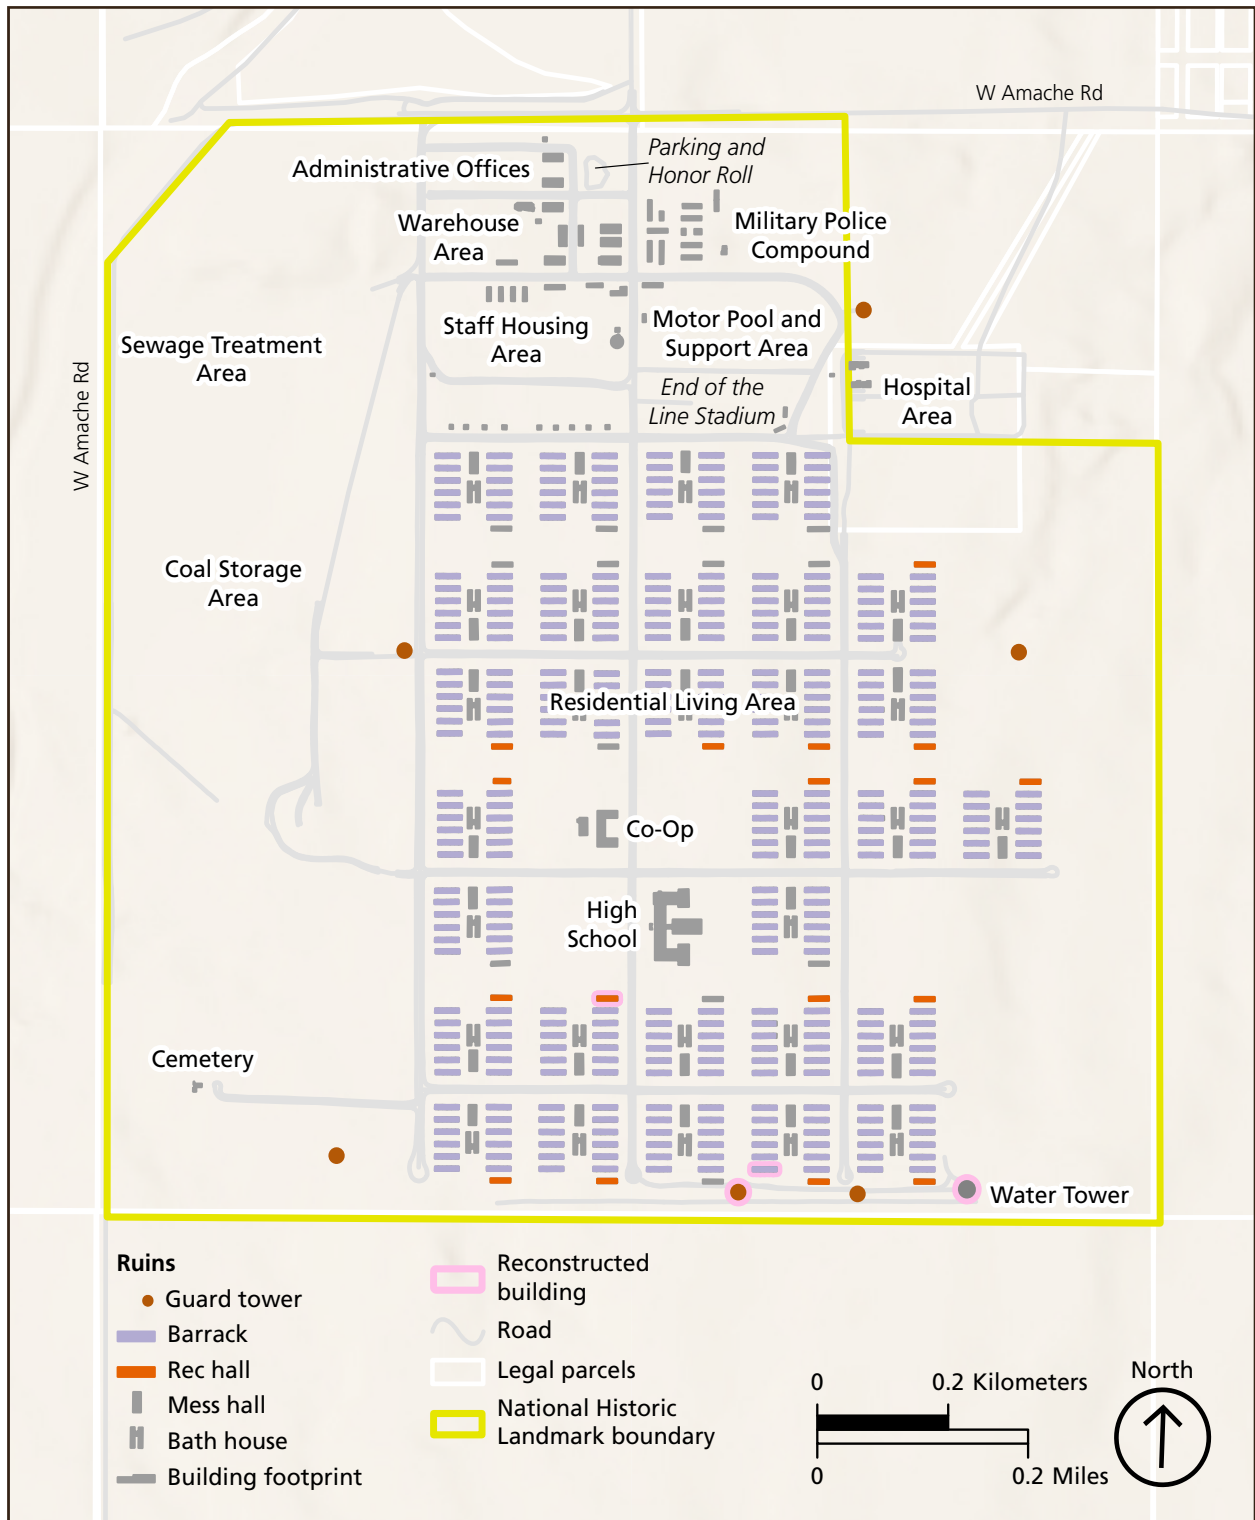 W Amache Rd
Administrative Offices
Parking and
Honor Roll
Warehouse
Area
Military Police
Compound
Staff Housing
Area
Motor Pool and
Support Area
Sewage Treatment
Area
W Amache Rd
End of the
Line Stadium
Hospital
Area
Coal Storage
Area
Residential Living Area
Co-Op
High
School
Cemetery
Water Tower
Ruins
Guard tower
Barrack
Rec hall
Mess hall
Bath house
Building footprint
Reconstructed
building
Road
Legal parcels
National Historic
Landmark boundary
0 0.2 Kilometers
0 0.2 Miles
North